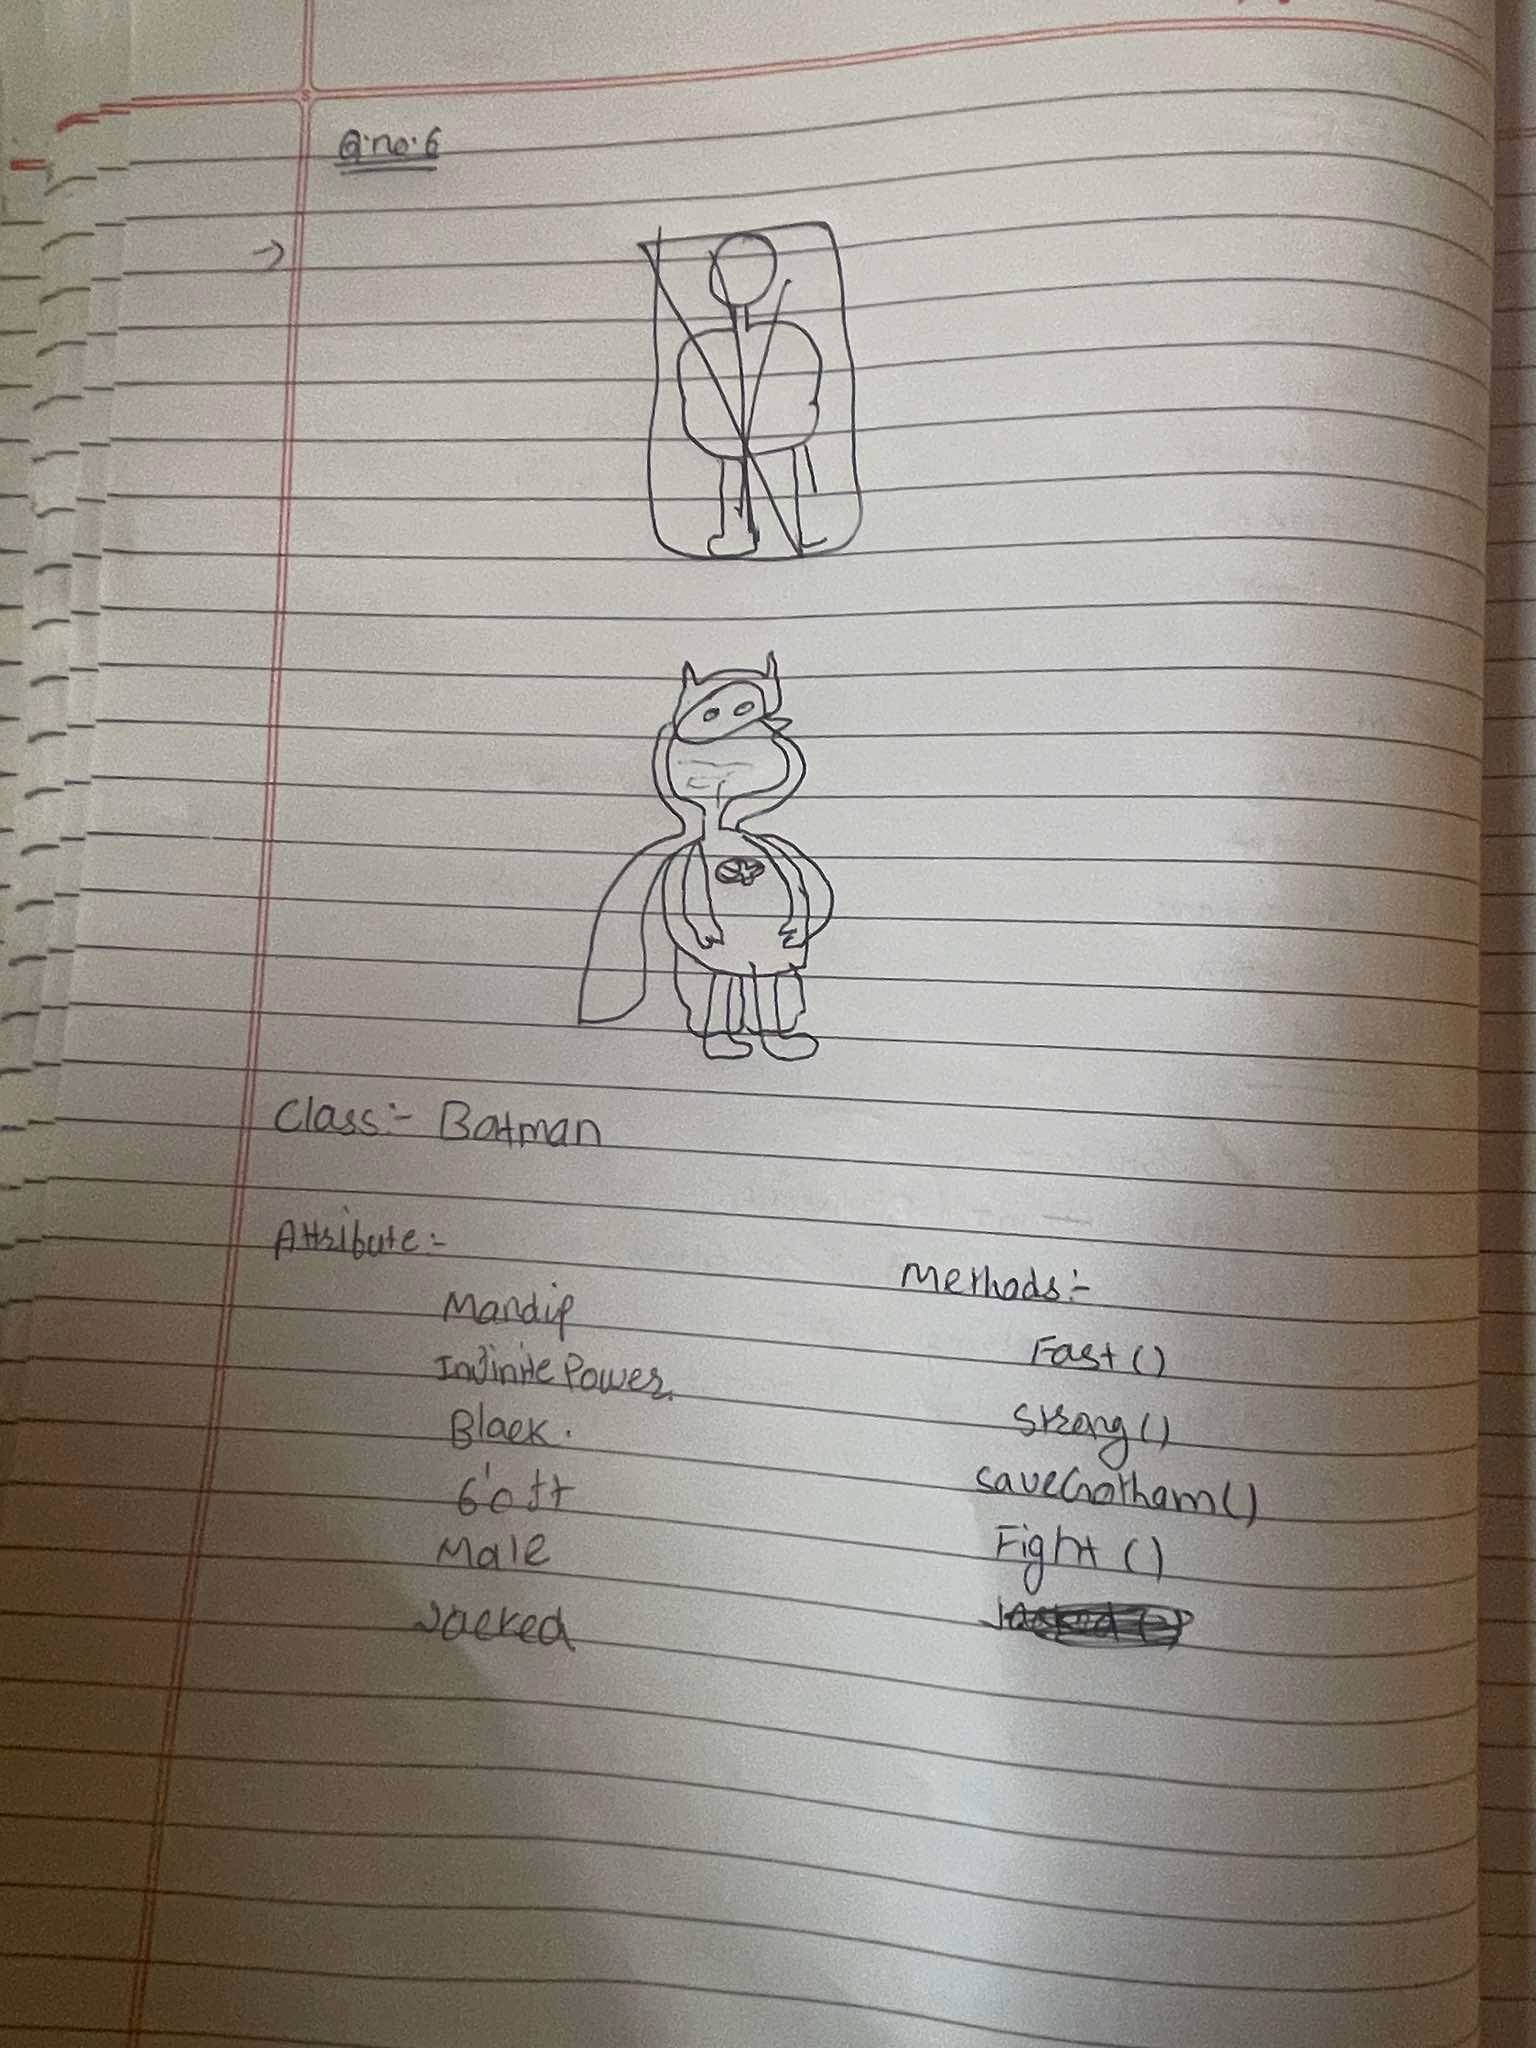 Q.no.6
→
Class:- Batman
Attribute:-
Mandip
Infinite Power.
Black.
6'0 ft
Male
Jacked
Methods:-
Fast ()
Strong ()
saveGotham()
Fight ()